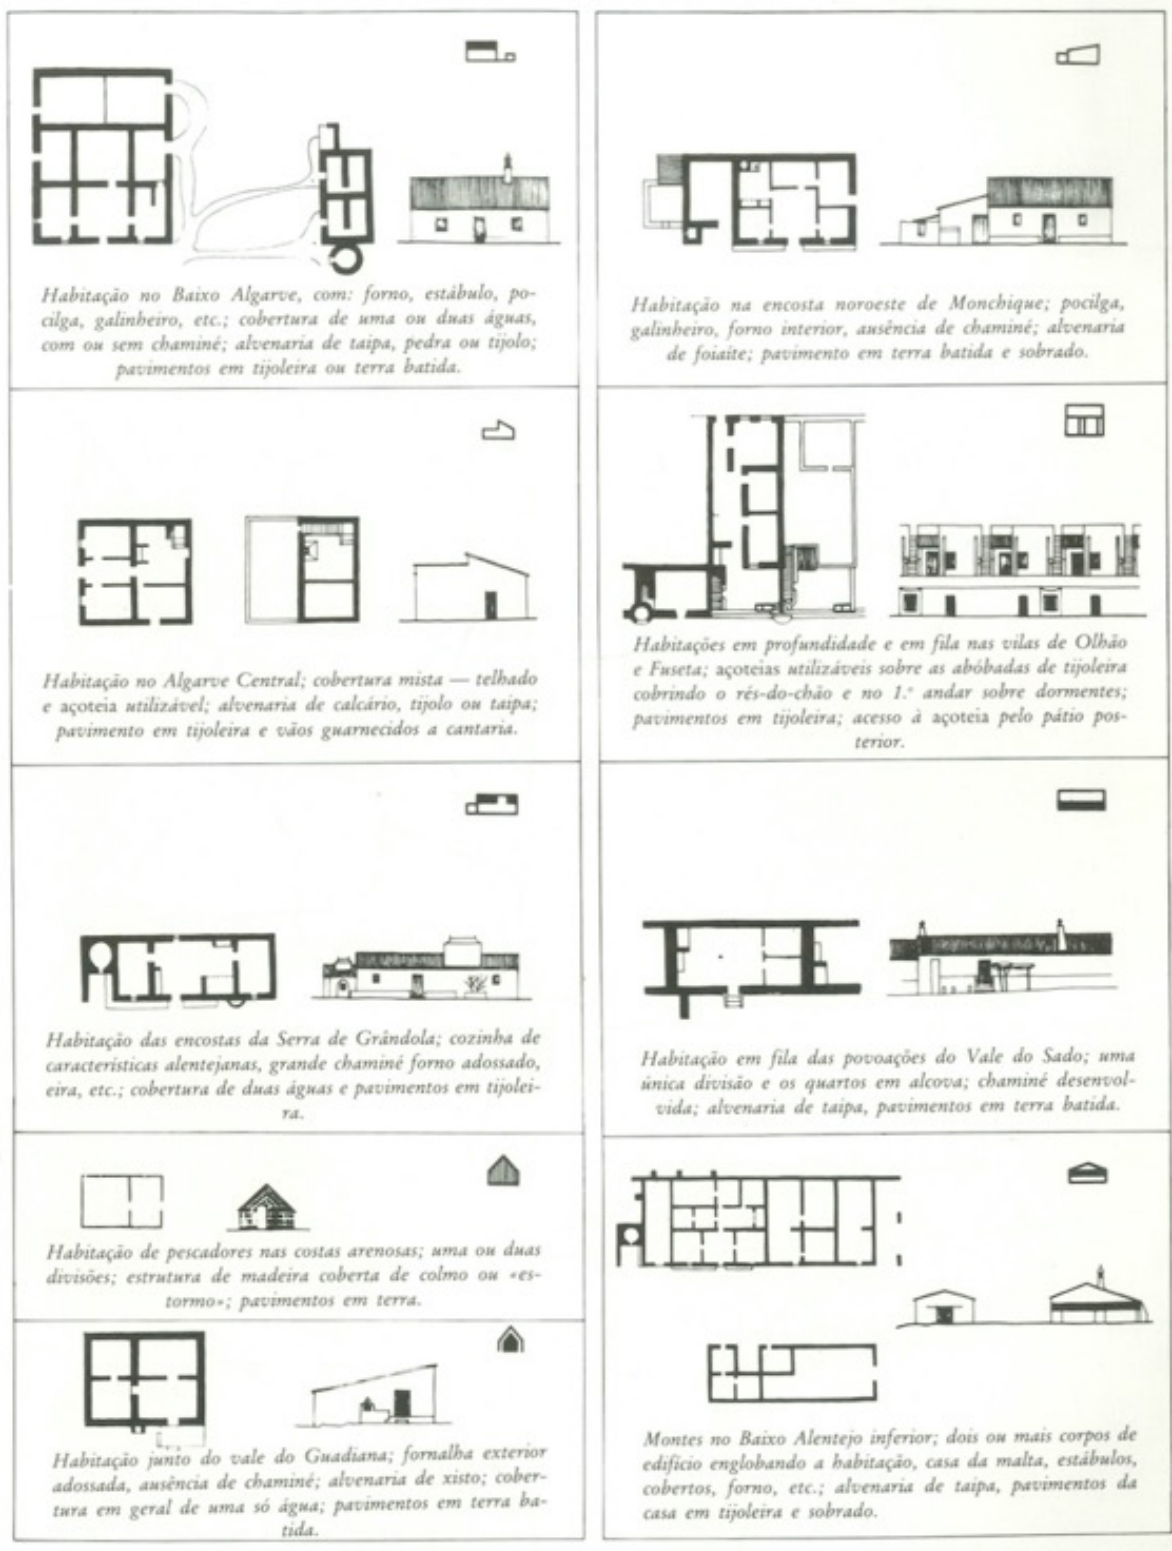 Habitação no Baixo Algarve, com: forno, estábulo, po-
cilga, galinheiro, etc.; cobertura de uma ou duas águas,
com ou sem chaminé; alvenaria de taipa, pedra ou tijolo;
pavimentos em tijoleira ou terra batida.
Habitação no Algarve Central; cobertura mista — telhado
e açoteia utilizável; alvenaria de calcário, tijolo ou taipa;
pavimento em tijoleira e vãos guarnecidos a cantaria.
Habitação das encostas da Serra de Grândola; cozinha de
características alentejanas, grande chaminé forno adossado,
eira, etc.; cobertura de duas águas e pavimentos em tijolei-
ra.
Habitação de pescadores nas costas arenosas; uma ou duas
divisões; estrutura de madeira coberta de colmo ou «es-
tormo»; pavimentos em terra.
Habitação junto do vale do Guadiana; fornalha exterior
adossada, ausência de chaminé; alvenaria de xisto; cober-
tura em geral de uma só água; pavimentos em terra ba-
tida.
Habitação na encosta noroeste de Monchique; pocilga,
galinheiro, forno interior, ausência de chaminé; alvenaria
de foiaíte; pavimento em terra batida e sobrado.
Habitações em profundidade e em fila nas vilas de Olhão
e Fuseta; açoteias utilizáveis sobre as abóbadas de tijoleira
cobrindo o rés-do-chão e no 1.º andar sobre dormentes;
pavimentos em tijoleira; acesso à açoteia pelo pátio pos-
terior.
Habitação em fila das povoações do Vale do Sado; uma
única divisão e os quartos em alcova; chaminé desenvol-
vida; alvenaria de taipa, pavimentos em terra batida.
Montes no Baixo Alentejo inferior; dois ou mais corpos de
edifício englobando a habitação, casa da malta, estábulos,
cobertos, forno, etc.; alvenaria de taipa, pavimentos da
casa em tijoleira e sobrado.